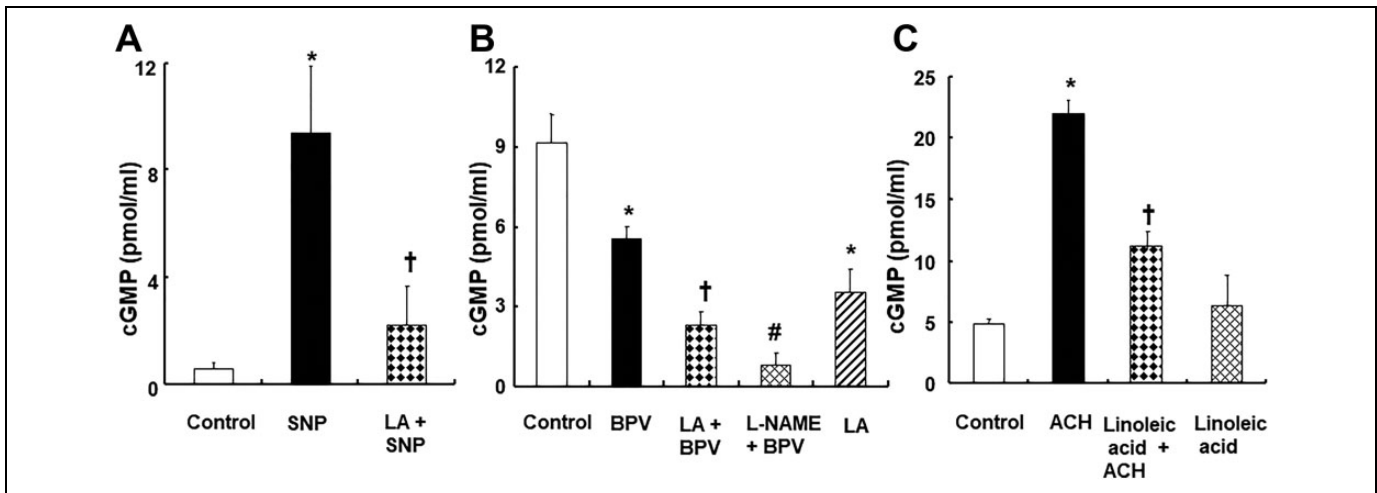 A
cGMP (pmol/ml)
12
8
4
0
*
†
Control
SNP
LA +
SNP
B
cGMP (pmol/ml)
12
9
6
3
0
*
†
#
*
Control
BPV
LA +
BPV
L-NAME
+ BPV
LA
C
cGMP (pmol/ml)
25
20
15
10
5
0
*
†
Control
ACH
Linoleic
acid +
ACH
Linoleic
acid